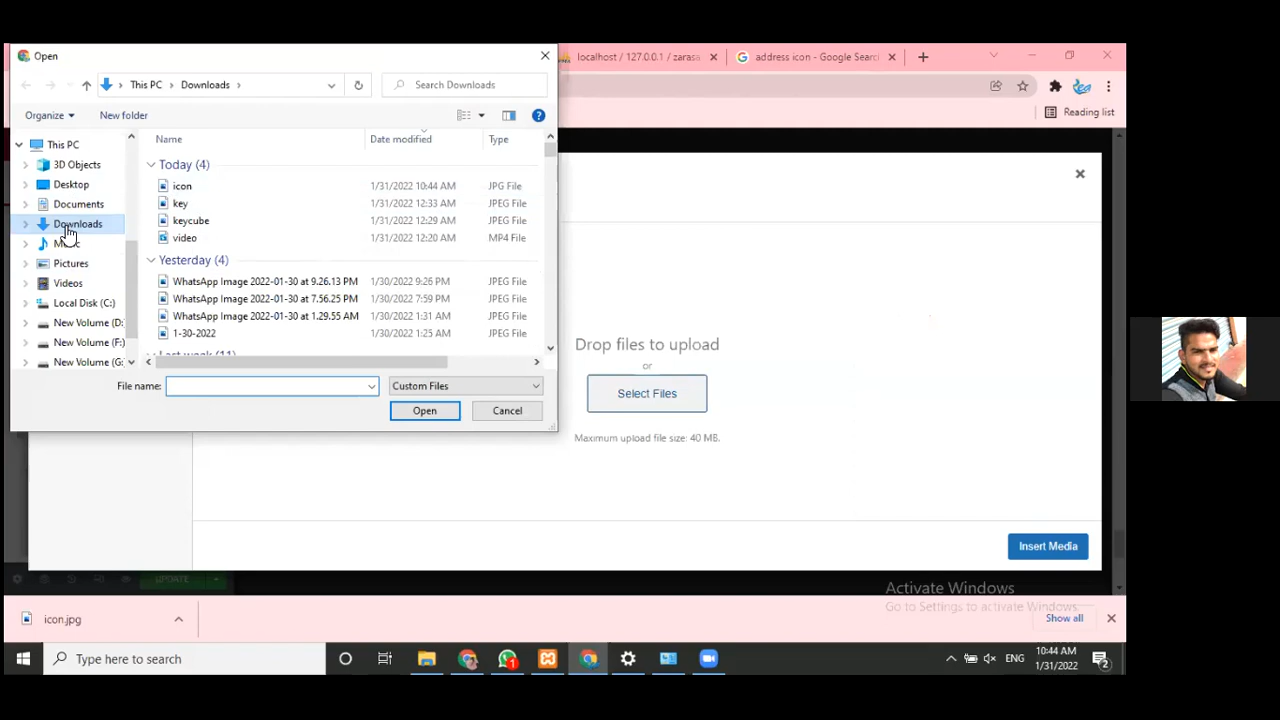 Open
localhost / 127.0.0.1 / zarasa
address icon - Google Searc
This PC
Downloads
Search Downloads
Reading list
Organize
New folder
Name
Date modified
Type
This PC
3D Objects
Desktop
Documents
Downloads
Pictures
Videos
Local Disk (C:)
New Volume (D:
New Volume (F:)
New Volume (G:
Today (4)
icon 1/31/2022 10:44 AM JPG File
key 1/31/2022 12:33 AM JPEG File
keycube 1/31/2022 12:29 AM JPEG File
video 1/31/2022 12:20 AM MP4 File
Yesterday (4)
WhatsApp Image 2022-01-30 at 9.26.13 PM 1/30/2022 9:26 PM JPEG File
WhatsApp Image 2022-01-30 at 7.56.25 PM 1/30/2022 7:59 PM JPEG File
WhatsApp Image 2022-01-30 at 1.29.55 AM 1/30/2022 1:31 AM JPEG File
1-30-2022 1/30/2022 1:25 AM JPEG File
Last week (11)
File name:
Custom Files
Open
Cancel
Drop files to upload
or
Select Files
Maximum upload file size: 40 MB.
Insert Media
UPDATE
Activate Windows
Go to Settings to activate Windows.
icon.jpg
Show all
Type here to search
1
ENG
10:44 AM
1/31/2022
2